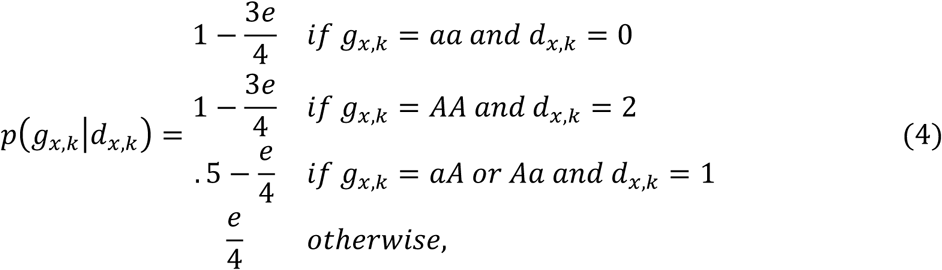 1 − 3e/4 if g_{x,k} = aa and d_{x,k} = 0
1 − 3e/4 if g_{x,k} = AA and d_{x,k} = 2
p(g_{x,k}|d_{x,k}) = (4)
.5 − e/4 if g_{x,k} = aA or Aa and d_{x,k} = 1
e/4 otherwise,